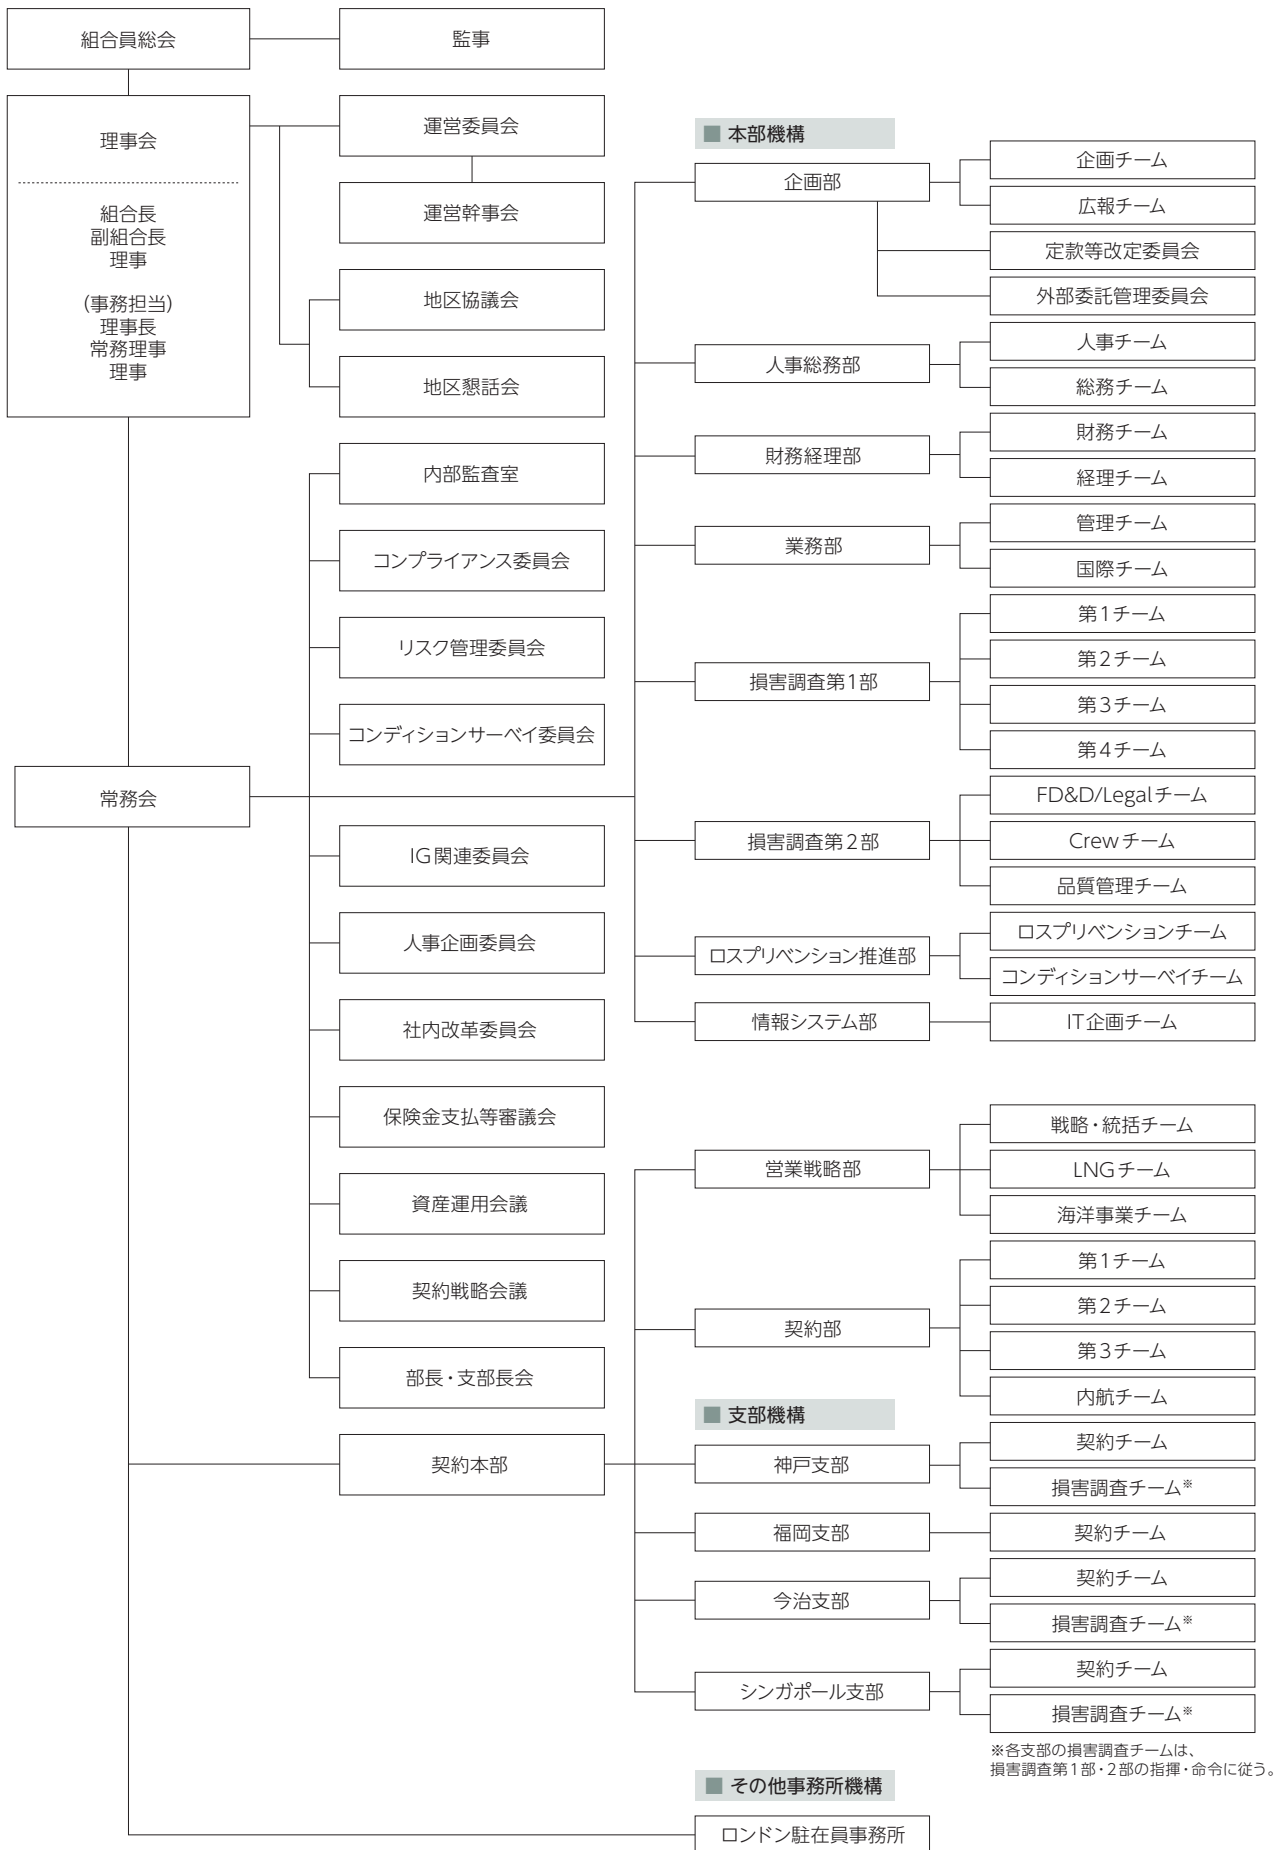 組合員総会
監事
理事会
組合長
副組合長
理事
(事務担当)
理事長
常務理事
理事
運営委員会
運営幹事会
地区協議会
地区懇話会
内部監査室
コンプライアンス委員会
リスク管理委員会
コンディションサーベイ委員会
常務会
IG関連委員会
人事企画委員会
社内改革委員会
保険金支払等審議会
資産運用会議
契約戦略会議
部長・支部長会
契約本部
■ 本部機構
企画部
企画チーム
広報チーム
定款等改定委員会
外部委託管理委員会
人事総務部
人事チーム
総務チーム
財務経理部
財務チーム
経理チーム
業務部
管理チーム
国際チーム
損害調査第1部
第1チーム
第2チーム
第3チーム
第4チーム
損害調査第2部
FD&D/Legalチーム
Crewチーム
品質管理チーム
ロスプリベンション推進部
ロスプリベンションチーム
コンディションサーベイチーム
情報システム部
IT企画チーム
営業戦略部
戦略・統括チーム
LNGチーム
海洋事業チーム
契約部
第1チーム
第2チーム
第3チーム
内航チーム
■ 支部機構
神戸支部
契約チーム
損害調査チーム※
福岡支部
契約チーム
今治支部
契約チーム
損害調査チーム※
シンガポール支部
契約チーム
損害調査チーム※
※各支部の損害調査チームは、
損害調査第1部・2部の指揮・命令に従う。
■ その他事務所機構
ロンドン駐在員事務所